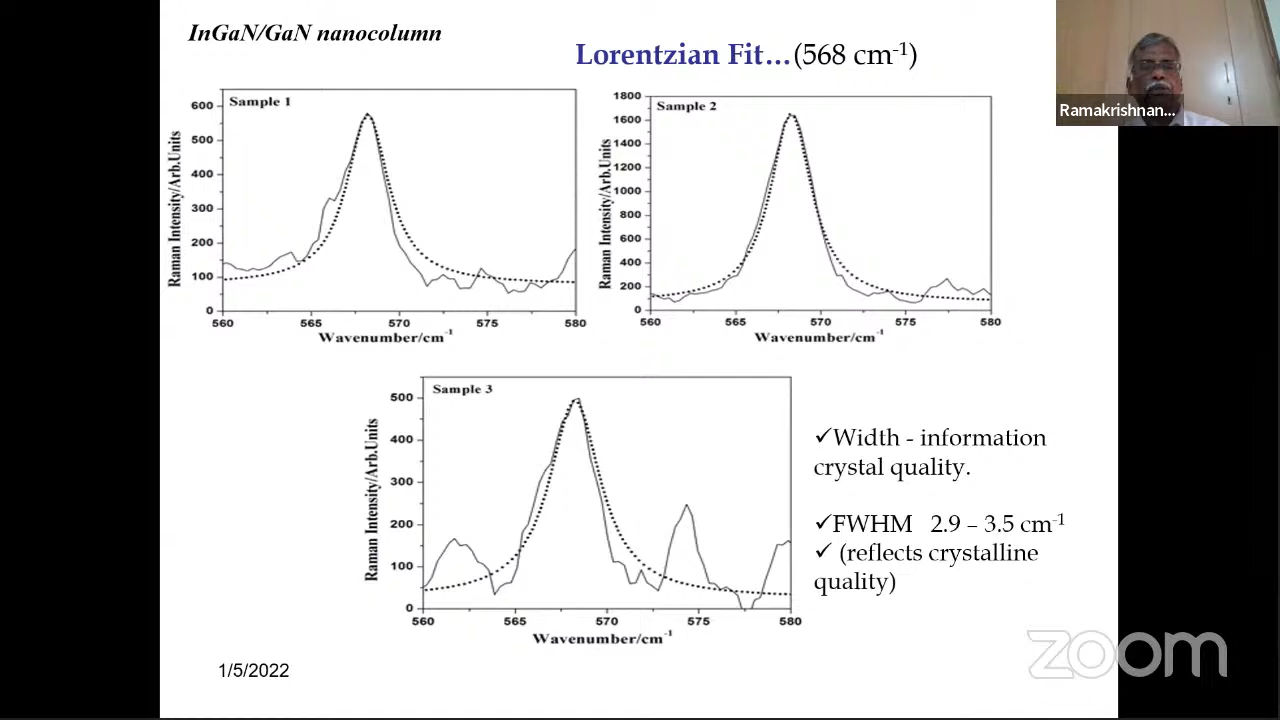 InGaN/GaN nanocolumn
Lorentzian Fit…(568 cm-1)
Ramakrishnan...
Sample 1
600
500
400
300
200
100
0
Raman Intensity/Arb.Units
560 565 570 575 580
Wavenumber/cm-1
Sample 2
1800
1600
1400
1200
1000
800
600
400
200
0
Raman Intensity/Arb.Units
560 565 570 575 580
Wavenumber/cm-1
Sample 3
500
400
300
200
100
0
Raman Intensity/Arb.Units
560 565 570 575 580
Wavenumber/cm-1
✓Width - information
crystal quality.
✓FWHM 2.9 – 3.5 cm-1
✓ (reflects crystalline
quality)
1/5/2022
zoom